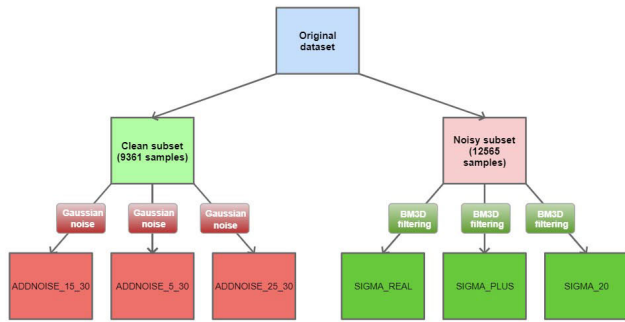 Original
dataset
Clean subset
(9361 samples)
Noisy subset
(12565
samples)
Gaussian
noise
Gaussian
noise
Gaussian
noise
BM3D
filtering
BM3D
filtering
BM3D
filtering
ADDNOISE_15_30
ADDNOISE_5_30
ADDNOISE_25_30
SIGMA_REAL
SIGMA_PLUS
SIGMA_20